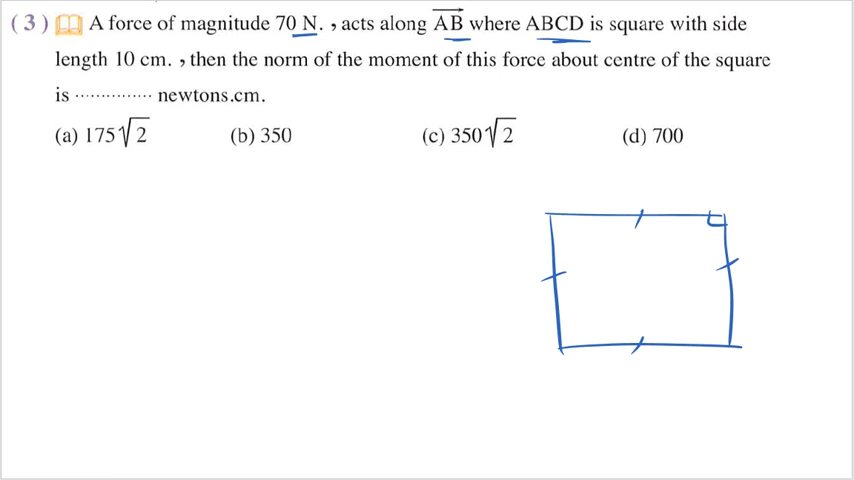 (3) A force of magnitude 70 N. , acts along $\overrightarrow{AB}$ where ABCD is square with side
length 10 cm. , then the norm of the moment of this force about centre of the square
is ............... newtons.cm.
(a) 175√2 (b) 350 (c) 350√2 (d) 700